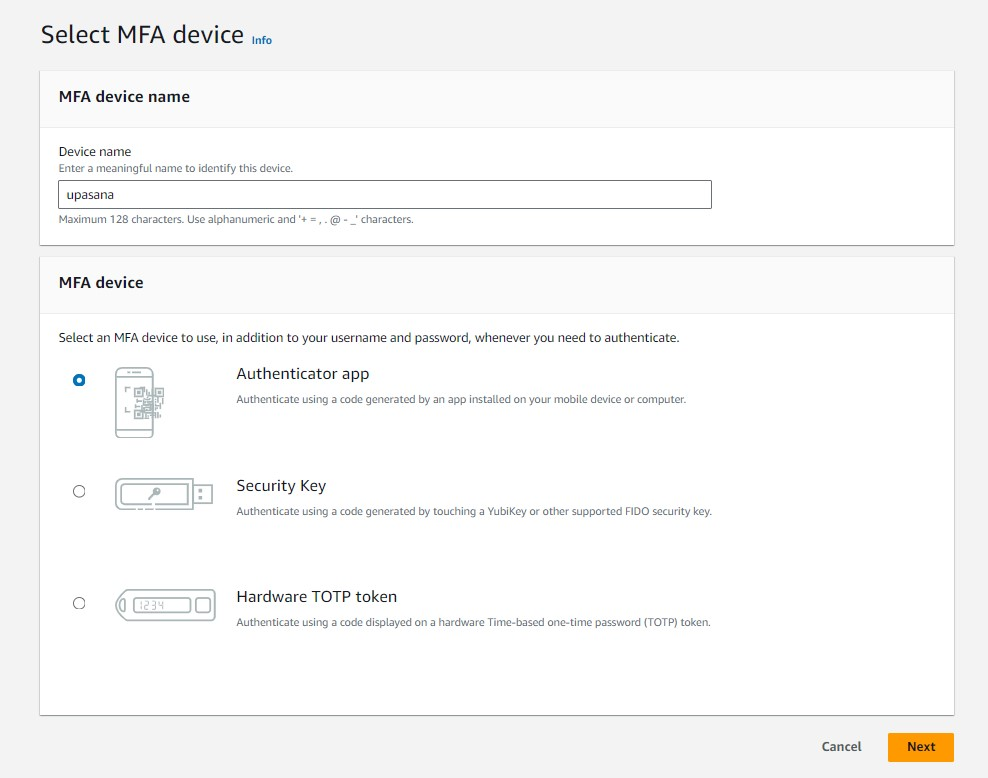 Select MFA device Info
MFA device name
Device name
Enter a meaningful name to identify this device.
upasana
Maximum 128 characters. Use alphanumeric and '+ = , . @ - _' characters.
MFA device
Select an MFA device to use, in addition to your username and password, whenever you need to authenticate.
Authenticator app
Authenticate using a code generated by an app installed on your mobile device or computer.
Security Key
Authenticate using a code generated by touching a YubiKey or other supported FIDO security key.
1234
Hardware TOTP token
Authenticate using a code displayed on a hardware Time-based one-time password (TOTP) token.
Cancel Next